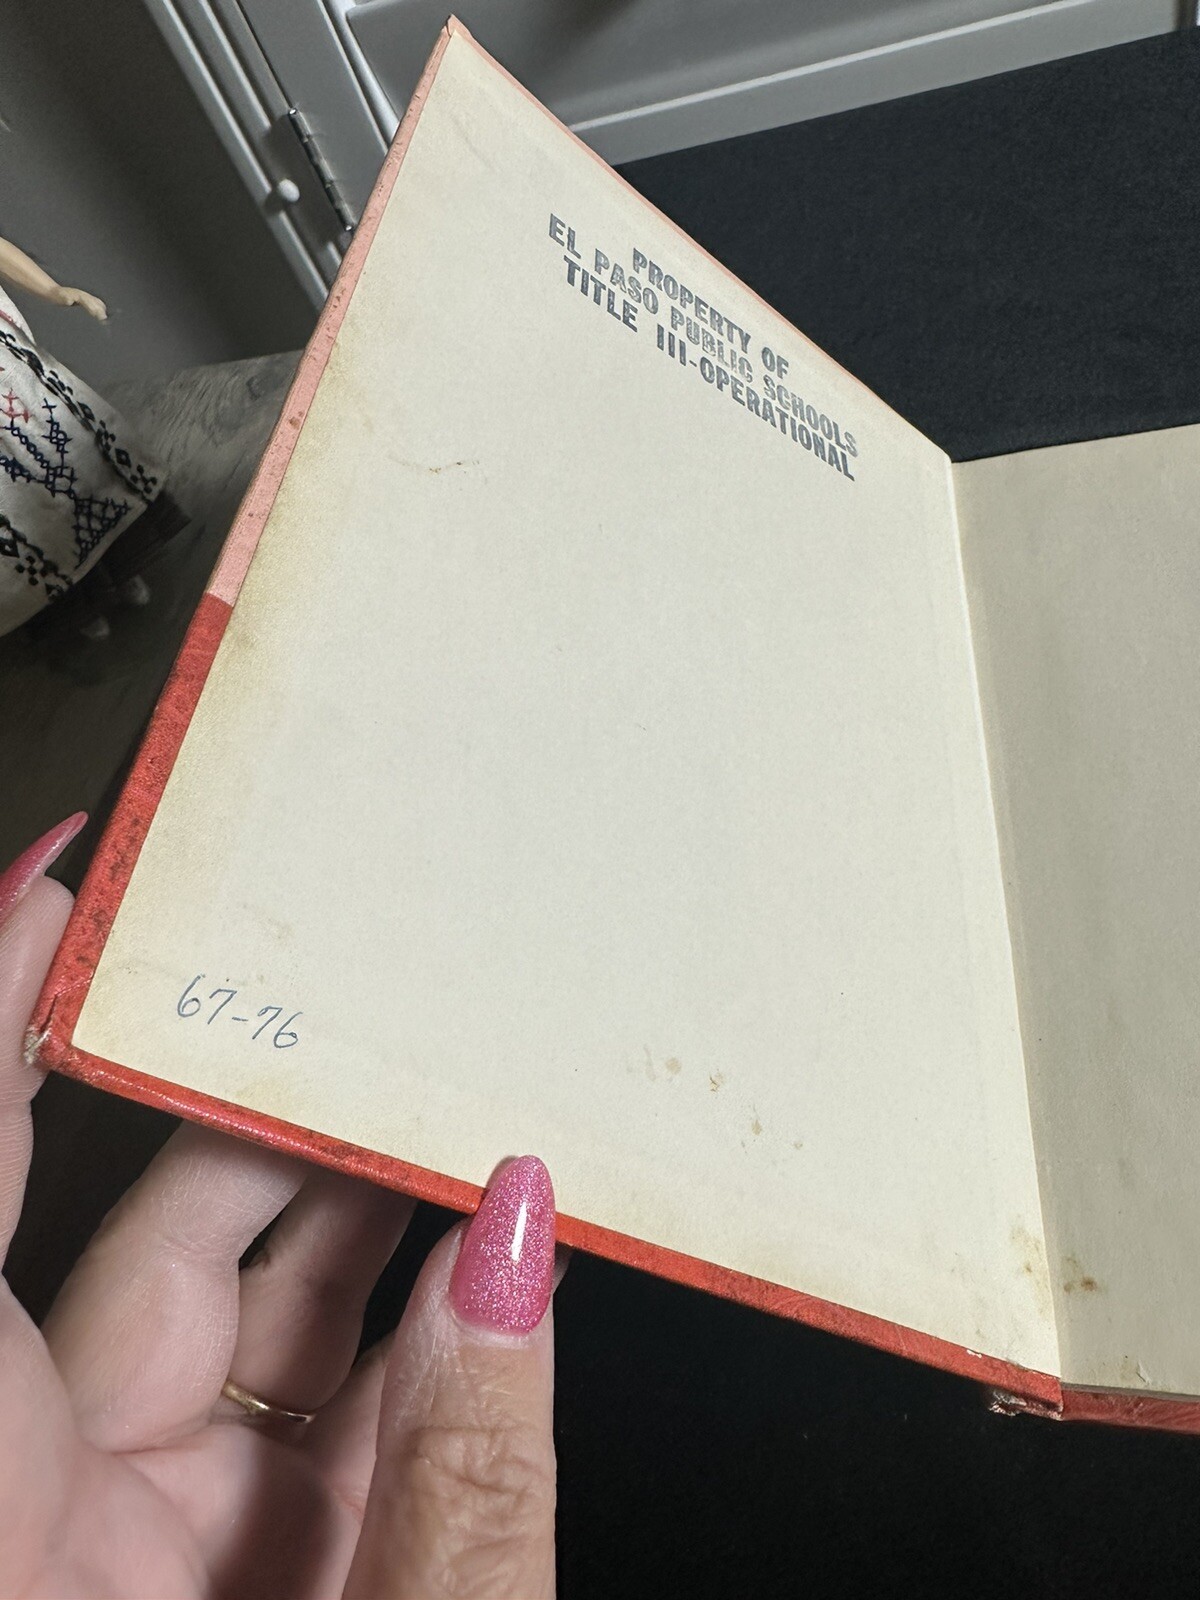 PROPERTY OF
EL PASO PUBLIC SCHOOLS
TITLE III-OPERATIONAL
67-76